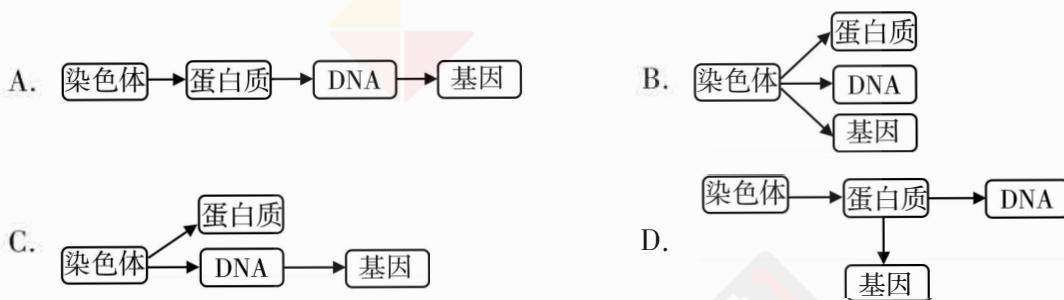 A. 染色体 蛋白质 DNA 基因
B. 染色体 蛋白质 DNA 基因
C. 染色体 蛋白质 DNA 基因
D. 染色体 蛋白质 DNA 基因